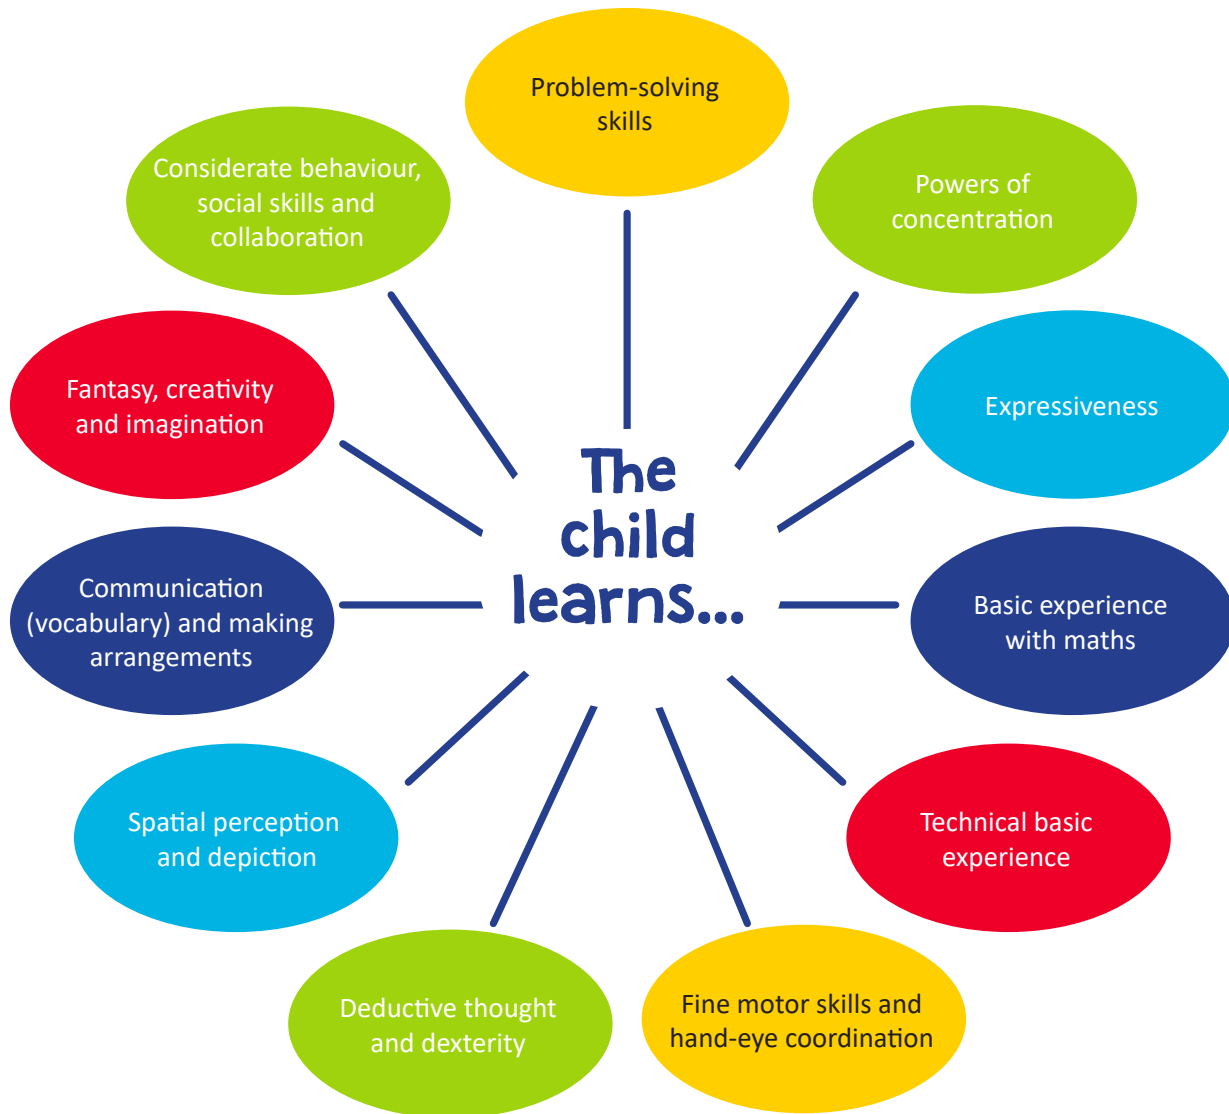 Problem-solving
skills
Powers of
concentration
Expressiveness
Basic experience
with maths
Technical basic
experience
Fine motor skills and
hand-eye coordination
Deductive thought
and dexterity
Spatial perception
and depiction
Communication
(vocabulary) and making
arrangements
Fantasy, creativity
and imagination
Considerate behaviour,
social skills and
collaboration
The
child
learns...